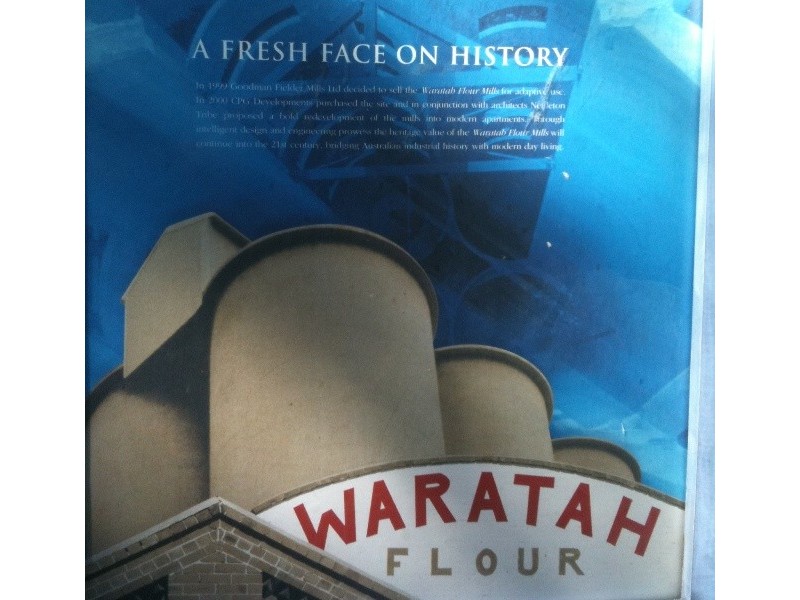 A FRESH FACE ON HISTORY
In 1999 Goodman Fielder Mills Ltd decided to sell the Waratah Flour Mills for adaptive use.
In 2000 CPG Developments purchased the site and in conjunction with architects Nettleton
Tribe proposed a bold redevelopment of the mills into modern apartments. Through
intelligent design and engineering prowess the heritage value of the Waratah Flour Mills will
continue into the 21st century, bridging Australian industrial history with modern day living.
WARATAH
FLOUR